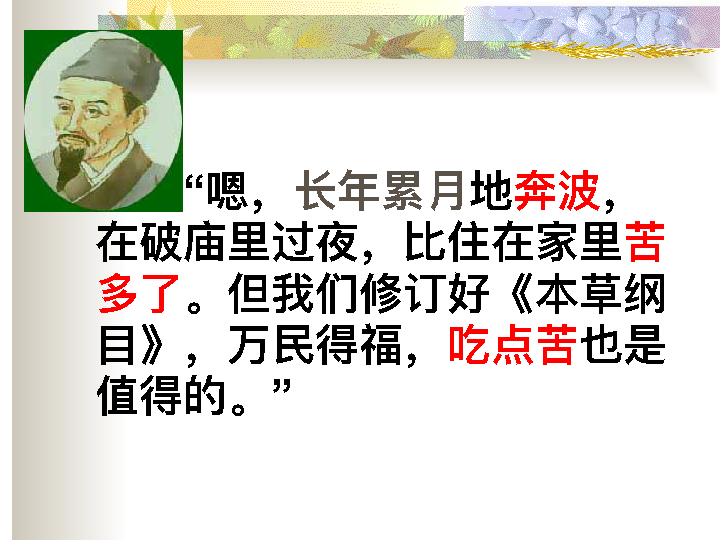 “嗯，长年累月地奔波，
在破庙里过夜，比住在家里苦
多了。但我们修订好《本草纲
目》，万民得福，吃点苦也是
值得的。”